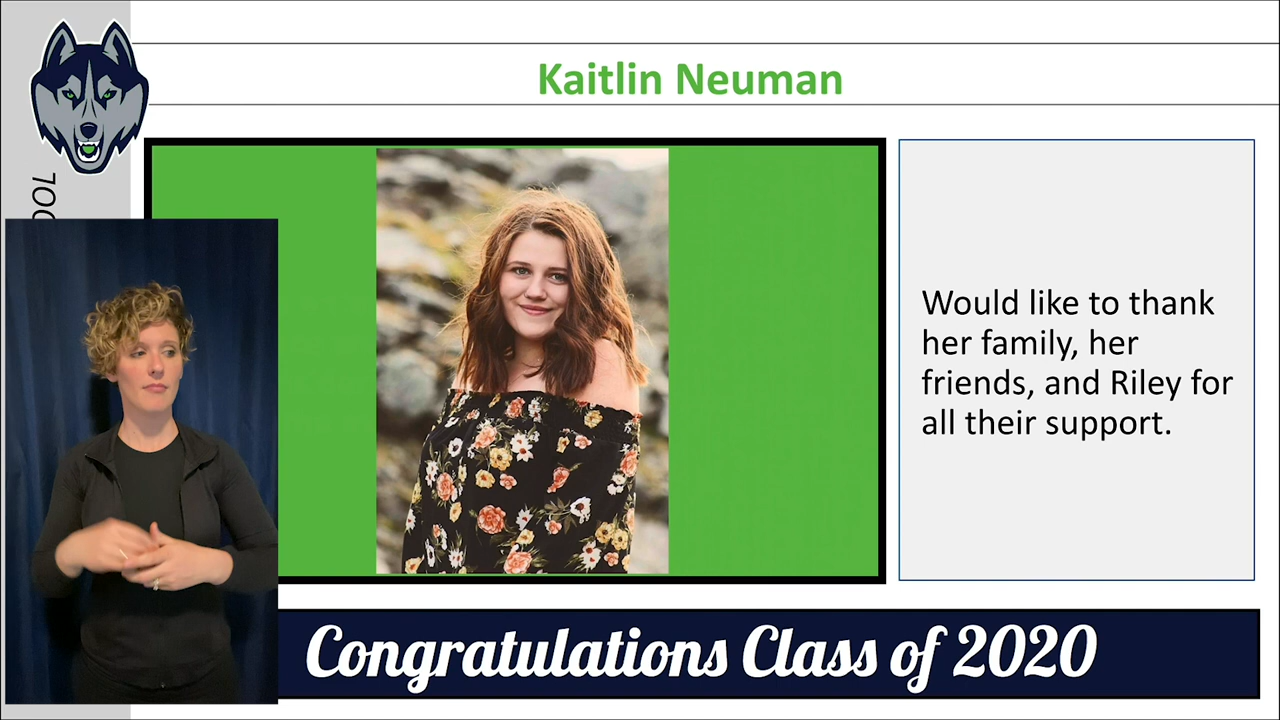 Kaitlin Neuman
OOL
Would like to thank
her family, her
friends, and Riley for
all their support.
Congratulations Class of 2020